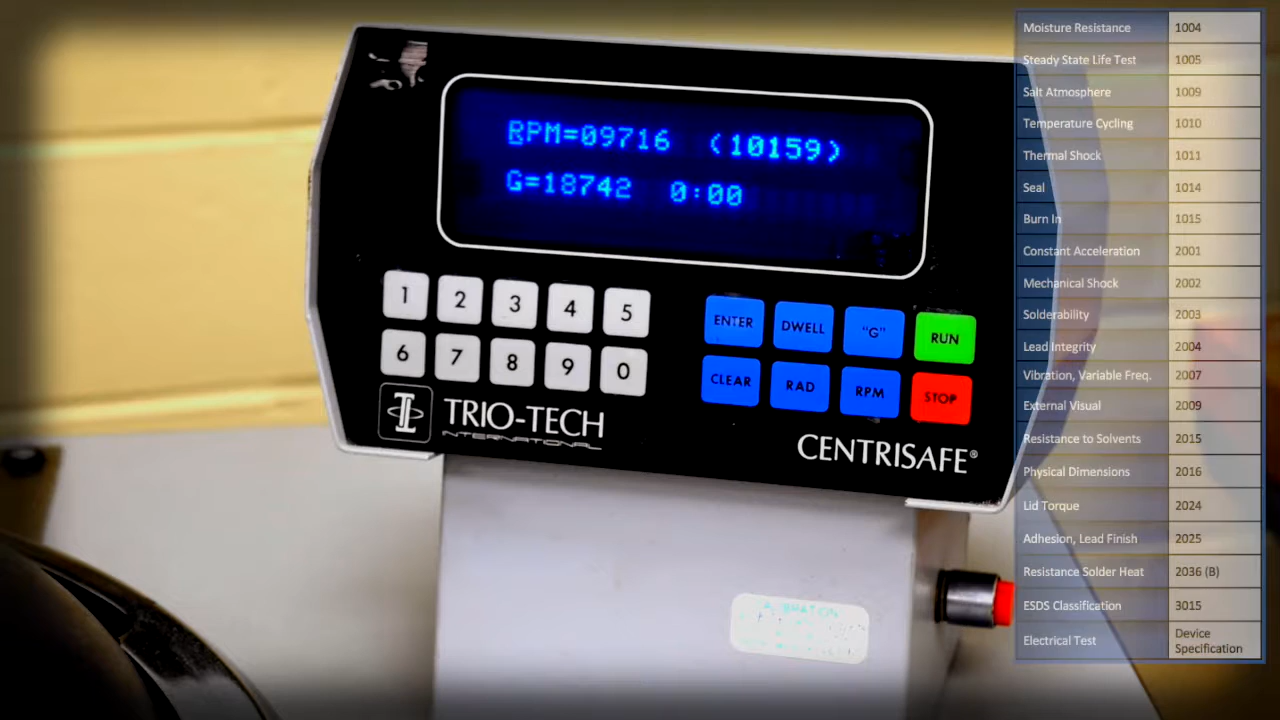 RPM=09716 (10159)
G=18742 0:00
1 2 3 4 5
6 7 8 9 0
ENTER DWELL "G" RUN
CLEAR RAD RPM STOP
TRIO-TECH
INTERNATIONAL
CENTRISAFE®
Moisture Resistance 1004
Steady State Life Test 1005
Salt Atmosphere 1009
Temperature Cycling 1010
Thermal Shock 1011
Seal 1014
Burn In 1015
Constant Acceleration 2001
Mechanical Shock 2002
Solderability 2003
Lead Integrity 2004
Vibration, Variable Freq. 2007
External Visual 2009
Resistance to Solvents 2015
Physical Dimensions 2016
Lid Torque 2024
Adhesion, Lead Finish 2025
Resistance Solder Heat 2036 (B)
ESDS Classification 3015
Electrical Test Device
Specification